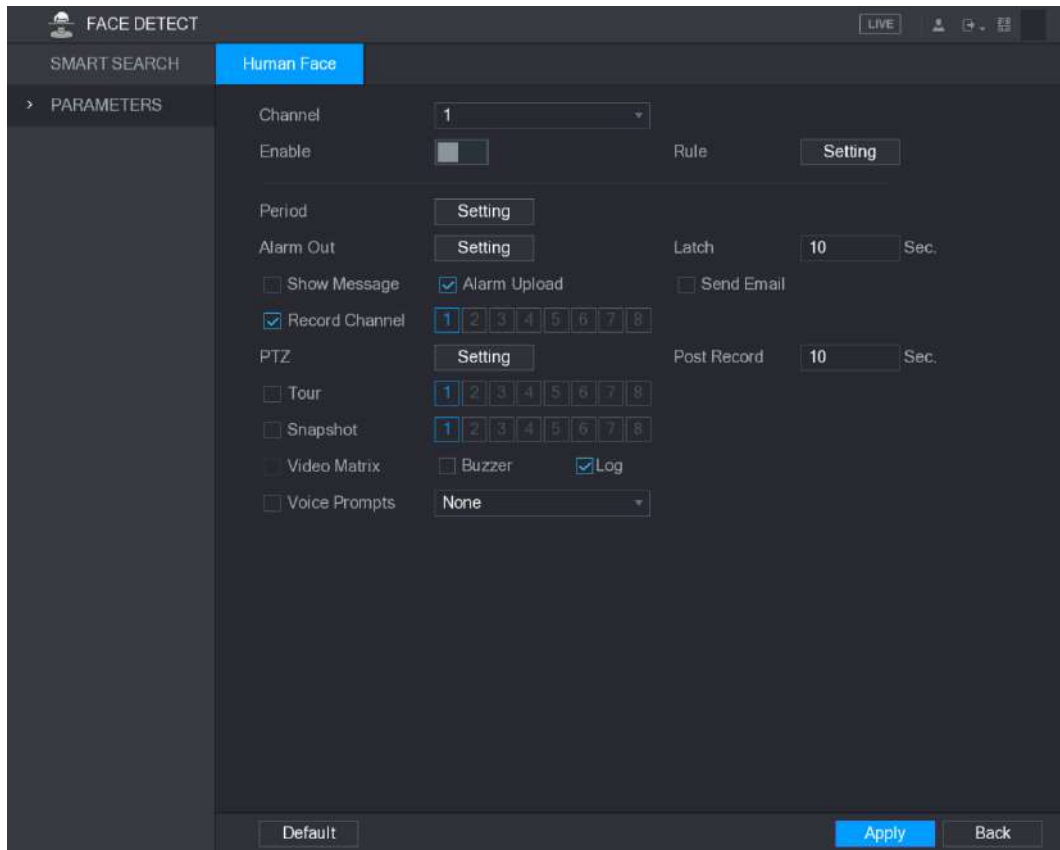 FACE DETECT
LIVE
SMART SEARCH
Human Face
PARAMETERS
Channel 1
Enable Rule Setting
Period Setting
Alarm Out Setting Latch 10 Sec.
Show Message Alarm Upload Send Email
Record Channel 1 2 3 4 5 6 7 8
PTZ Setting Post Record 10 Sec.
Tour 1 2 3 4 5 6 7 8
Snapshot 1 2 3 4 5 6 7 8
Video Matrix Buzzer Log
Voice Prompts None
Default Apply Back